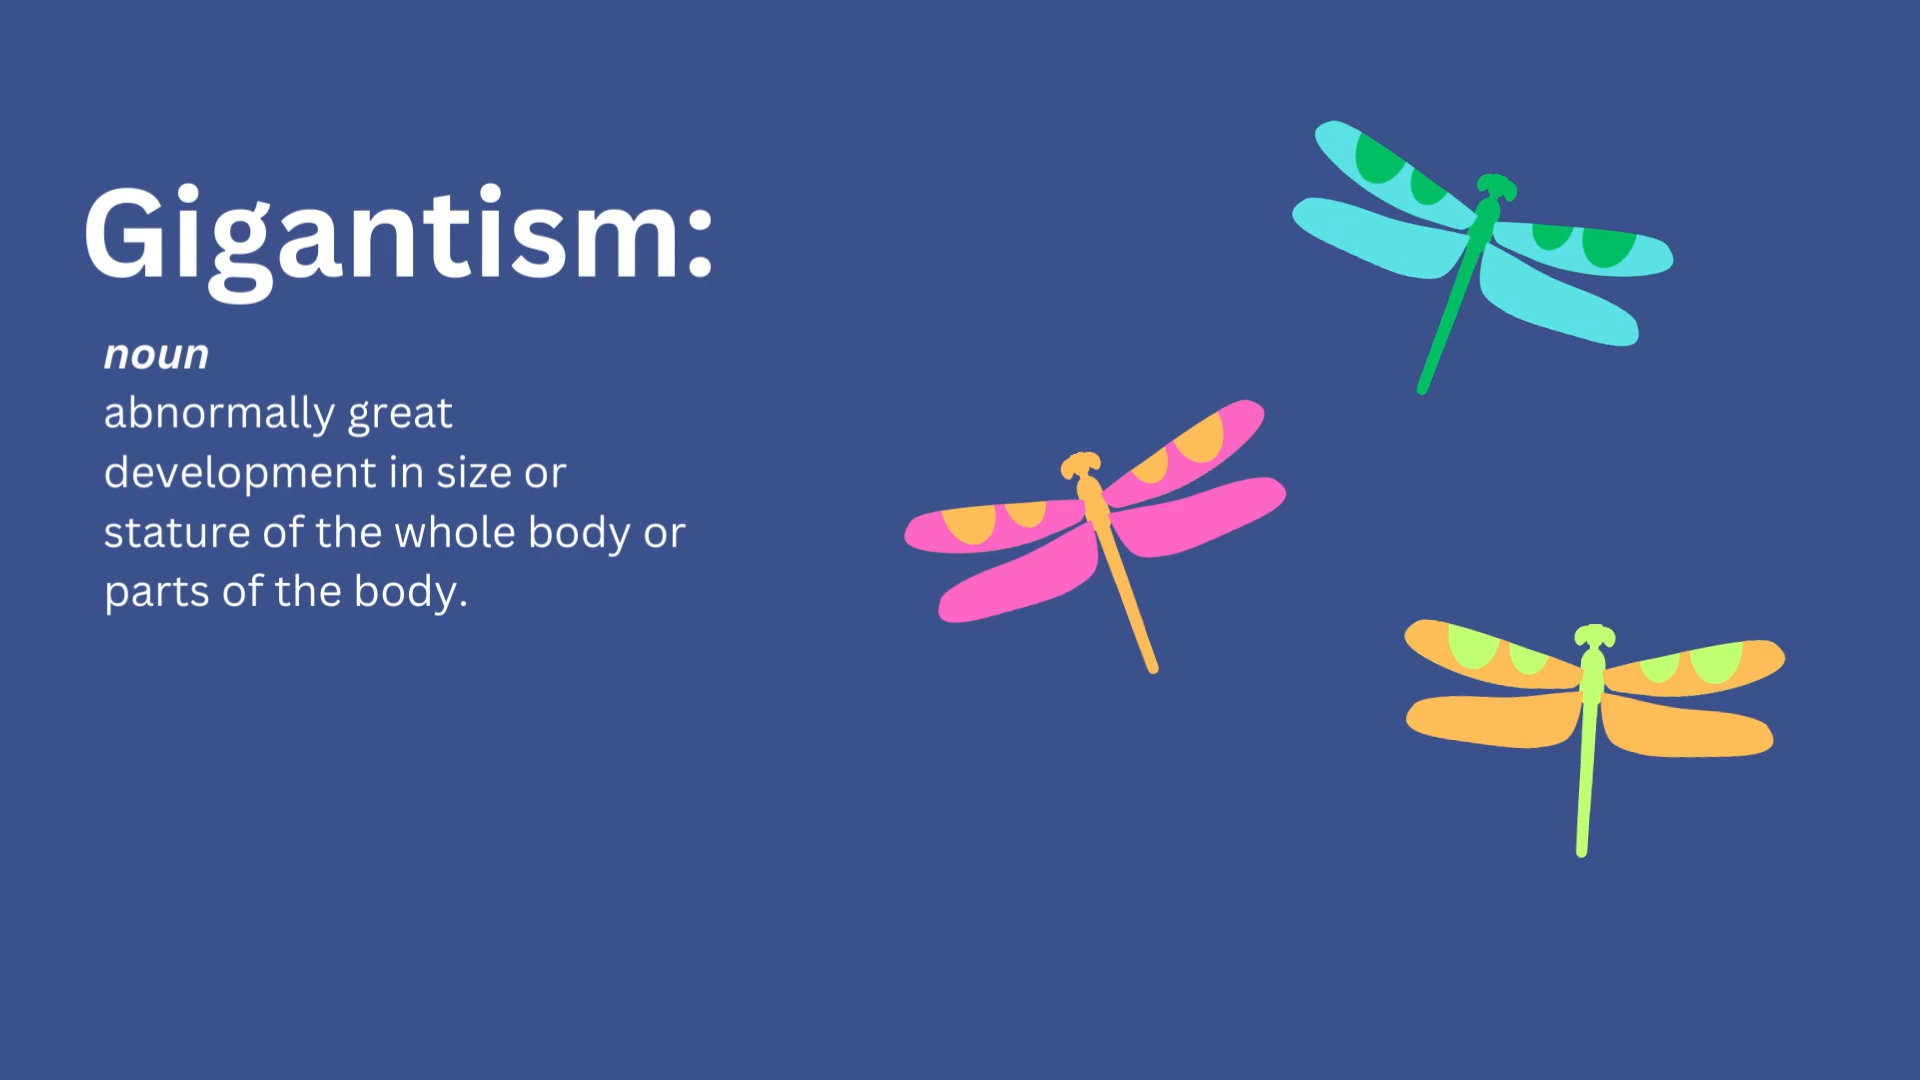 Gigantism:
noun
abnormally great
development in size or
stature of the whole body or
parts of the body.